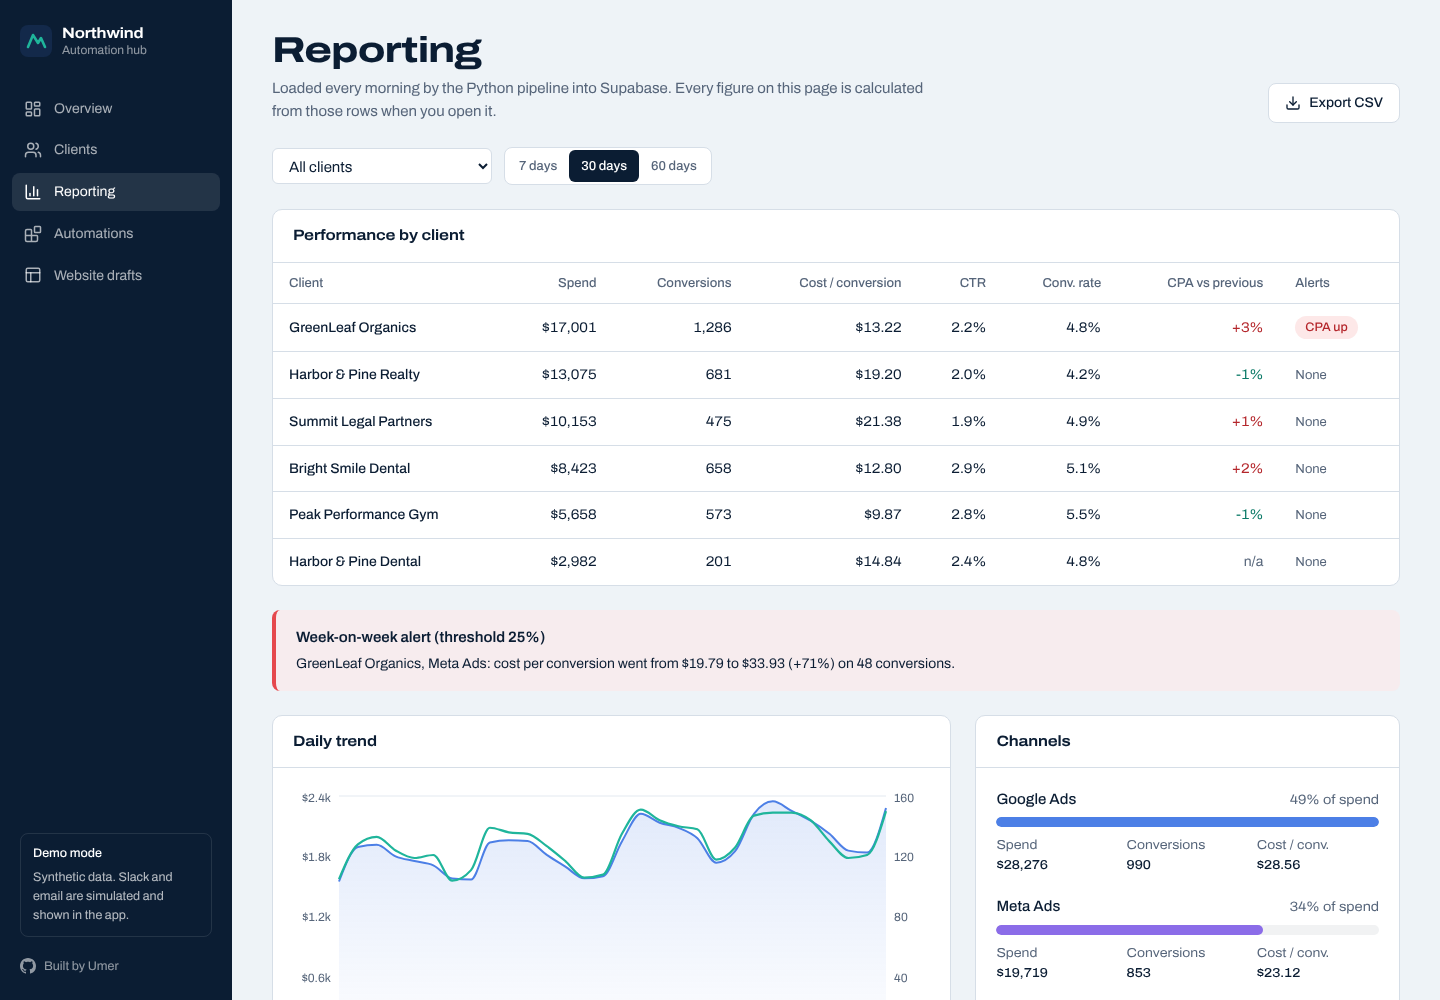 Northwind
Automation hub
Overview
Clients
Reporting
Automations
Website drafts
Demo mode
Synthetic data. Slack and
email are simulated and
shown in the app.
Built by Umer
Reporting
Loaded every morning by the Python pipeline into Supabase. Every figure on this page is calculated
from those rows when you open it.
Export CSV
All clients
7 days 30 days 60 days
Performance by client
Client Spend Conversions Cost / conversion CTR Conv. rate CPA vs previous Alerts
GreenLeaf Organics $17,001 1,286 $13.22 2.2% 4.8% +3% CPA up
Harbor & Pine Realty $13,075 681 $19.20 2.0% 4.2% -1% None
Summit Legal Partners $10,153 475 $21.38 1.9% 4.9% +1% None
Bright Smile Dental $8,423 658 $12.80 2.9% 5.1% +2% None
Peak Performance Gym $5,658 573 $9.87 2.8% 5.5% -1% None
Harbor & Pine Dental $2,982 201 $14.84 2.4% 4.8% n/a None
Week-on-week alert (threshold 25%)
GreenLeaf Organics, Meta Ads: cost per conversion went from $19.79 to $33.93 (+71%) on 48 conversions.
Daily trend
$2.4k 160
$1.8k 120
$1.2k 80
$0.6k 40
Channels
Google Ads 49% of spend
Spend Conversions Cost / conv.
$28,276 990 $28.56
Meta Ads 34% of spend
Spend Conversions Cost / conv.
$19,719 853 $23.12